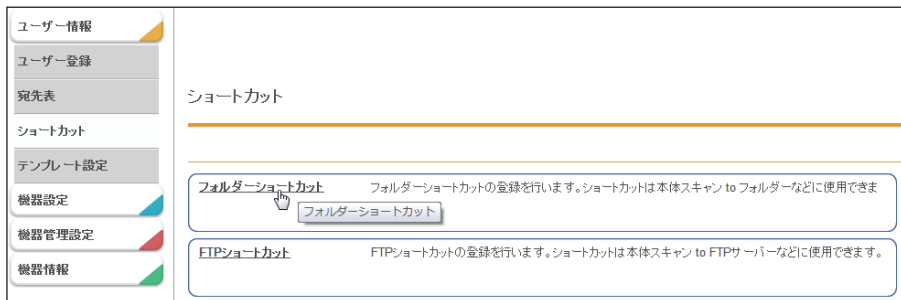 ユーザー情報
ユーザー登録
宛先表
ショートカット
テンプレート設定
機器設定
機器管理設定
機器情報
ショートカット
フォルダーショートカット
フォルダーショートカットの登録を行います。ショートカットは本体スキャン to フォルダーなどに使用できま
フォルダーショートカット
FTPショートカット
FTPショートカットの登録を行います。ショートカットは本体スキャン to FTPサーバーなどに使用できます。